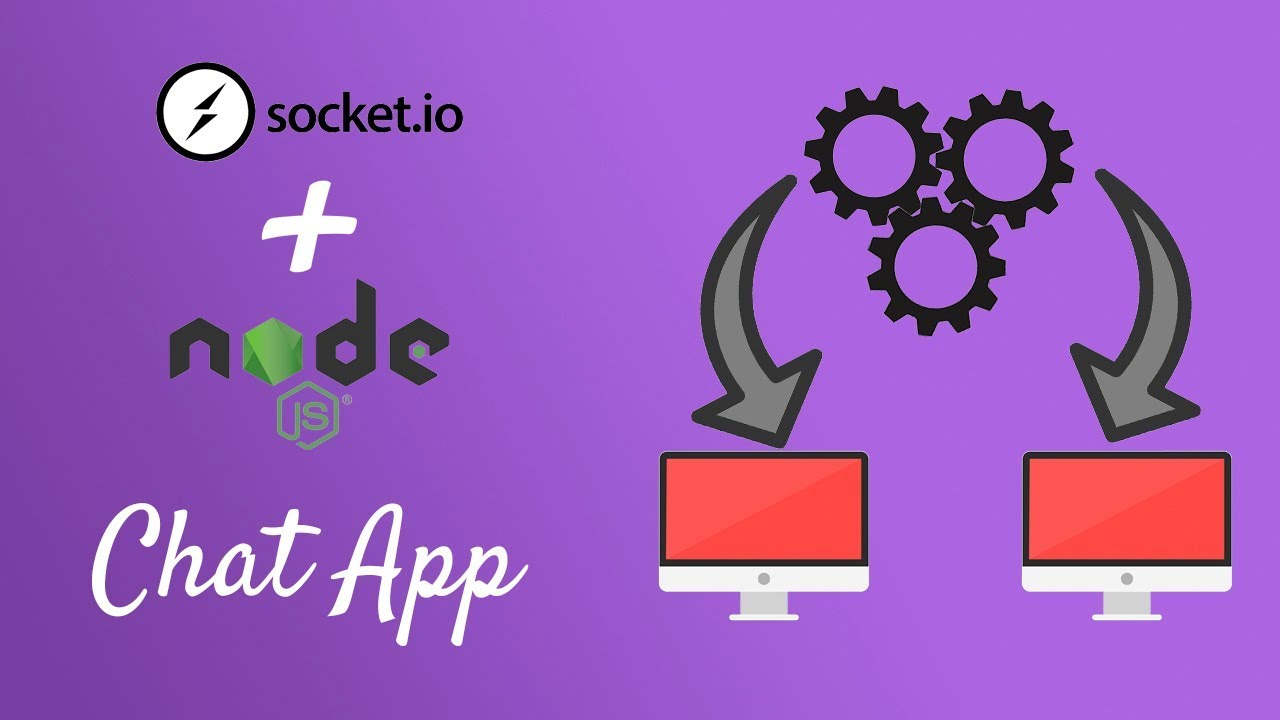 socket.io
+
node
JS®
Chat App